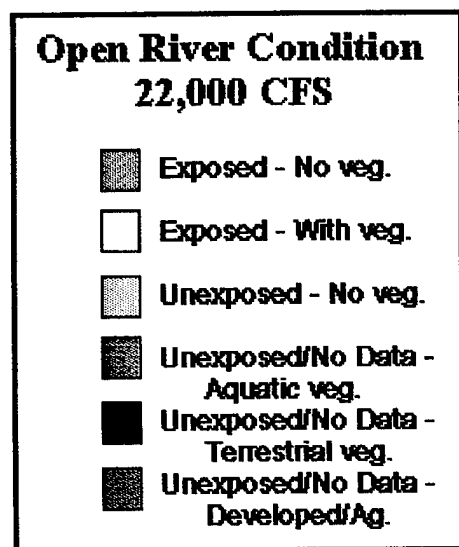 Open River Condition
22,000 CFS
Exposed - No veg.
Exposed - With veg.
Unexposed - No veg.
Unexposed/No Data -
Aquatic veg.
Unexposed/No Data -
Terrestrial veg.
Unexposed/No Data -
Developed/Ag.